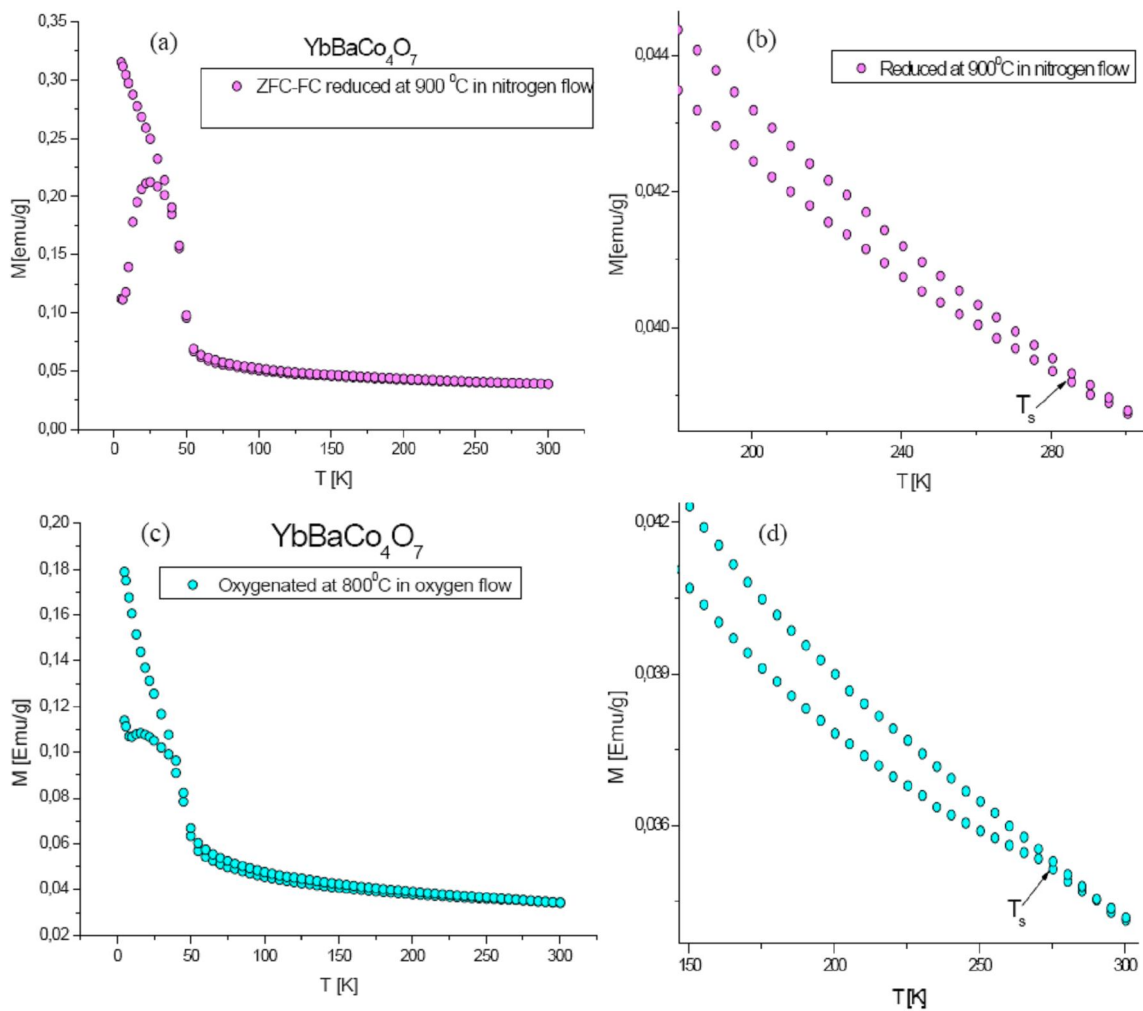 (a)
YbBaCo₄O₇
ZFC-FC reduced at 900 ⁰C in nitrogen flow
M[emu/g]
0,35
0,30
0,25
0,20
0,15
0,10
0,05
0,00
0 50 100 150 200 250 300
T [K]
(b)
Reduced at 900⁰C in nitrogen flow
M[emu/g]
0,044
0,042
0,040
Tₛ
200 240 280
T [K]
(c)
YbBaCo₄O₇
Oxygenated at 800⁰C in oxygen flow
M [Emu/g]
0,20
0,18
0,16
0,14
0,12
0,10
0,08
0,06
0,04
0,02
0 50 100 150 200 250 300
T [K]
(d)
M [Emu/g]
0,042
0,039
0,036
Tₛ
150 200 250 300
T [K]